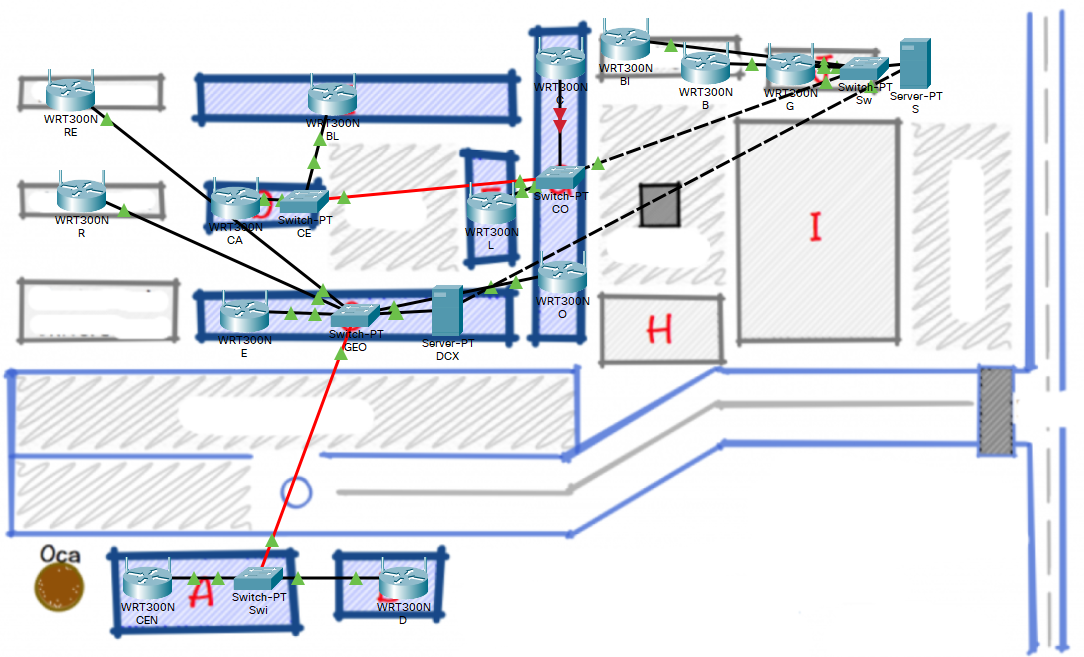 WRT300N
BI
WRT300N
B
WRT300N
G
Switch-PT
Sw
Server-PT
S
WRT300N
WRT300N
RE
WRT300N
BL
WRT300N
R
WRT300N
CA
Switch-PT
CE
WRT300N
L
Switch-PT
CO
I
WRT300N
O
WRT300N
E
Switch-PT
GEO
Server-PT
DCX
H
Oca
A
WRT300N
CEN
Switch-PT
Swi
WRT300N
D